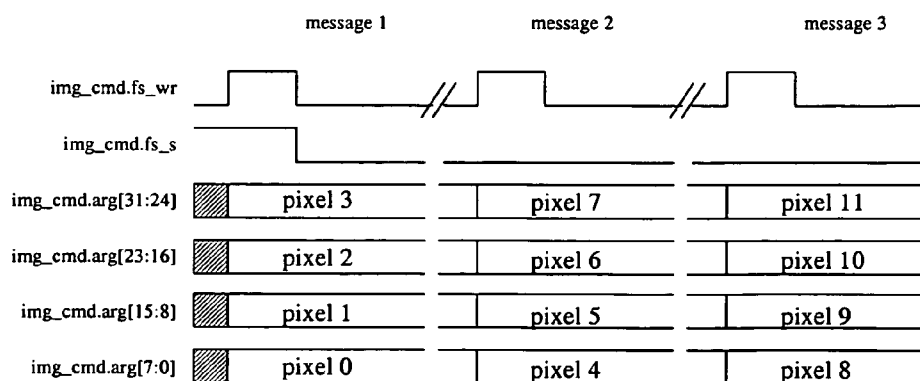 message 1 message 2 message 3
img_cmd.fs_wr
img_cmd.fs_s
img_cmd.arg[31:24] pixel 3 pixel 7 pixel 11
img_cmd.arg[23:16] pixel 2 pixel 6 pixel 10
img_cmd.arg[15:8] pixel 1 pixel 5 pixel 9
img_cmd.arg[7:0] pixel 0 pixel 4 pixel 8